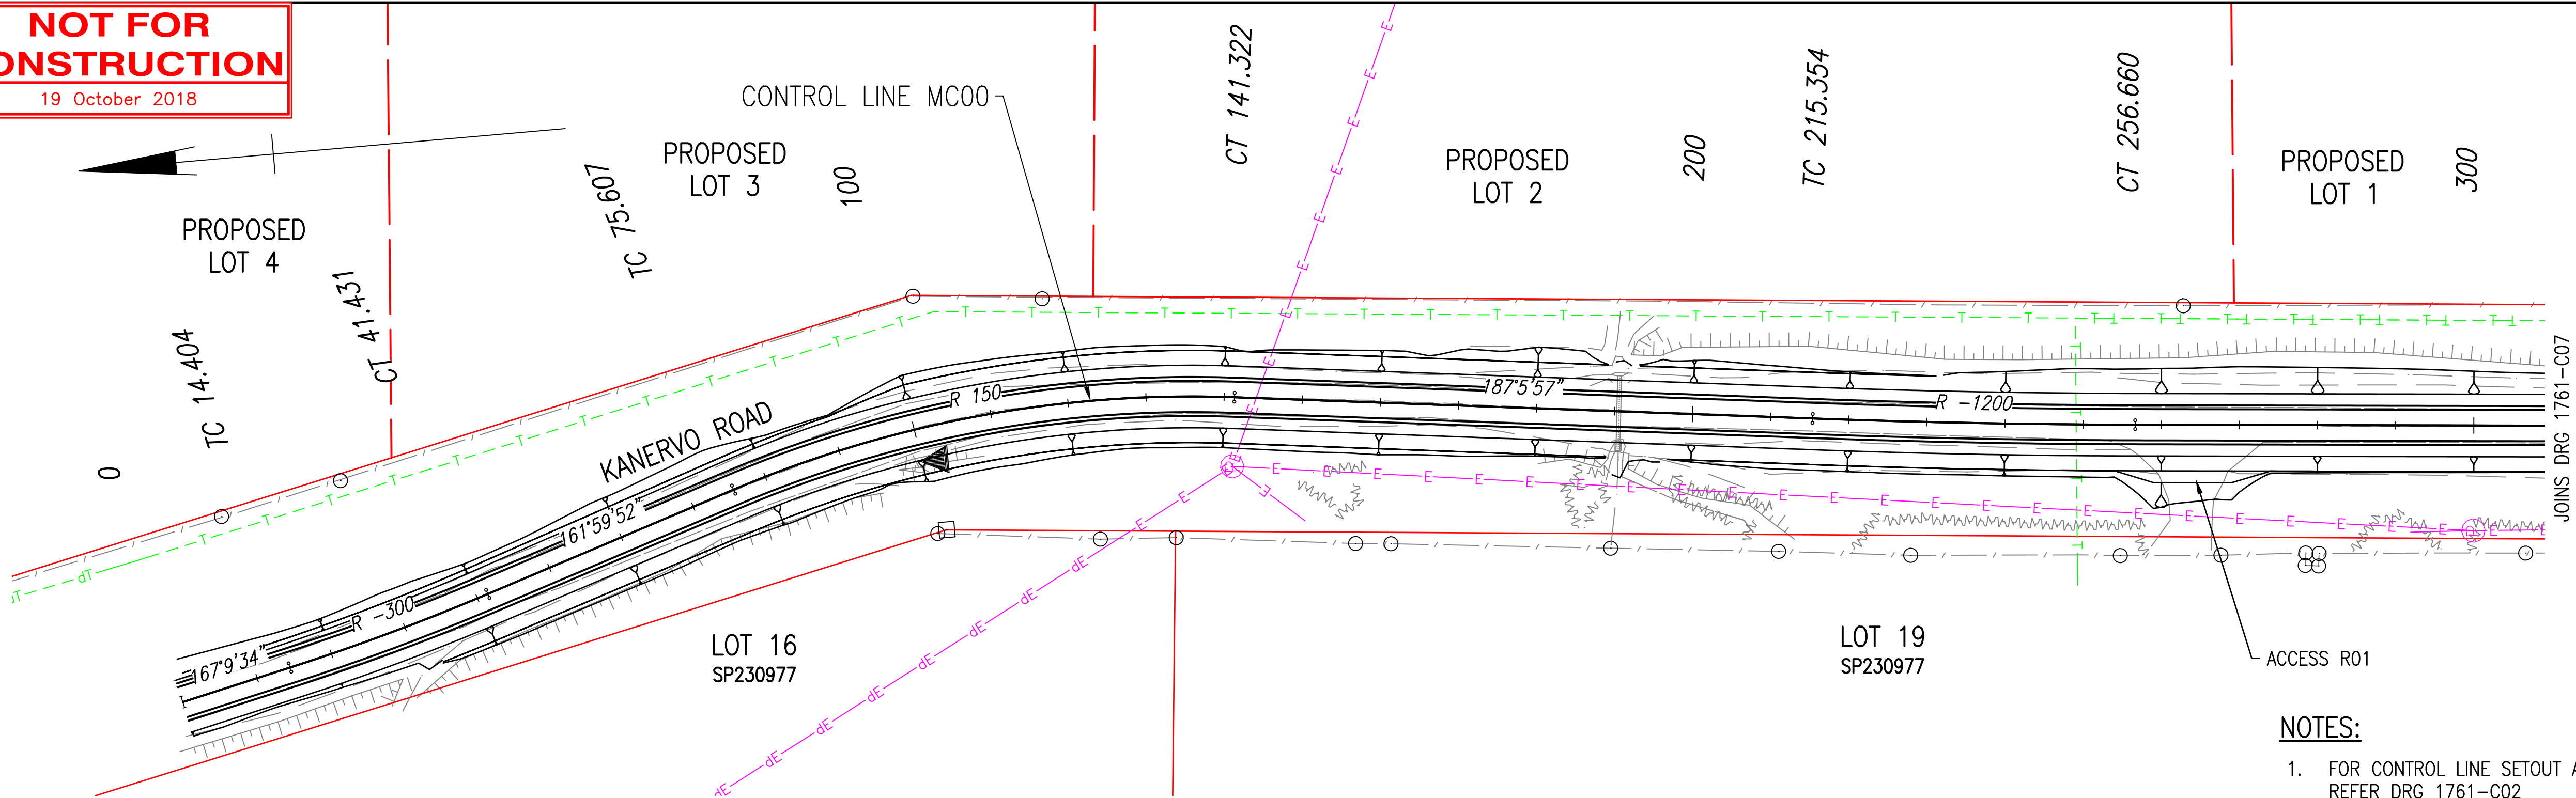 NOT FOR
ONSTRUCTION
19 October 2018
CONTROL LINE MC00
CT 141.322
TC 215.354
CT 256.660
PROPOSED
LOT 4
PROPOSED
LOT 3
PROPOSED
LOT 2
PROPOSED
LOT 1
0
TC 14.404
CT 41.431
TC 75.607
100
200
300
KANERVO ROAD
167°9'34"
R -300
161°59'52"
R 150
187°5'57"
R -1200
JOINS DRG 1761-C07
LOT 16
SP230977
LOT 19
SP230977
ACCESS R01
NOTES:
1. FOR CONTROL LINE SETOUT
REFER DRG 1761-C02